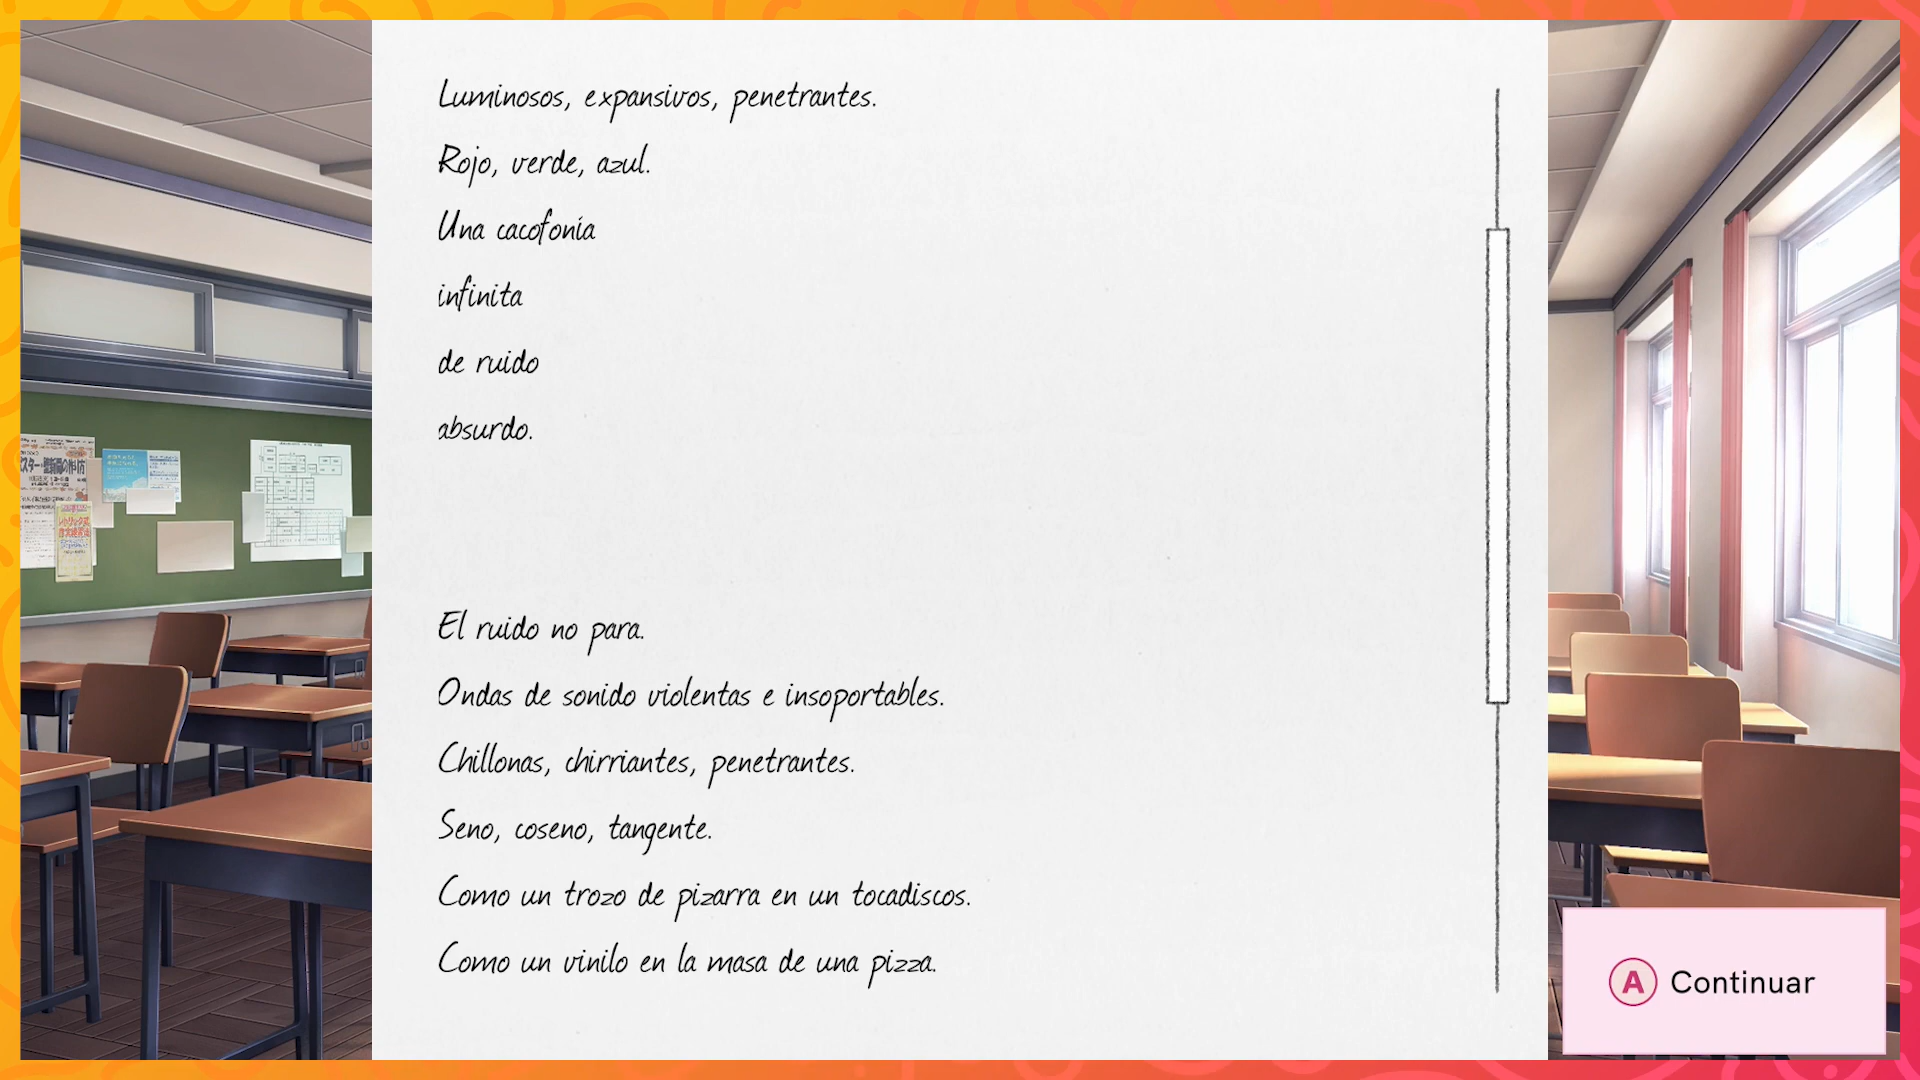 Luminosos, expansivos, penetrantes.
Rojo, verde, azul.
Una cacofonía
infinita
de ruido
absurdo.
El ruido no para.
Ondas de sonido violentas e insoportables.
Chillonas, chirriantes, penetrantes.
Seno, coseno, tangente.
Como un trozo de pizarra en un tocadiscos.
Como un vinilo en la masa de una pizza.
A Continuar